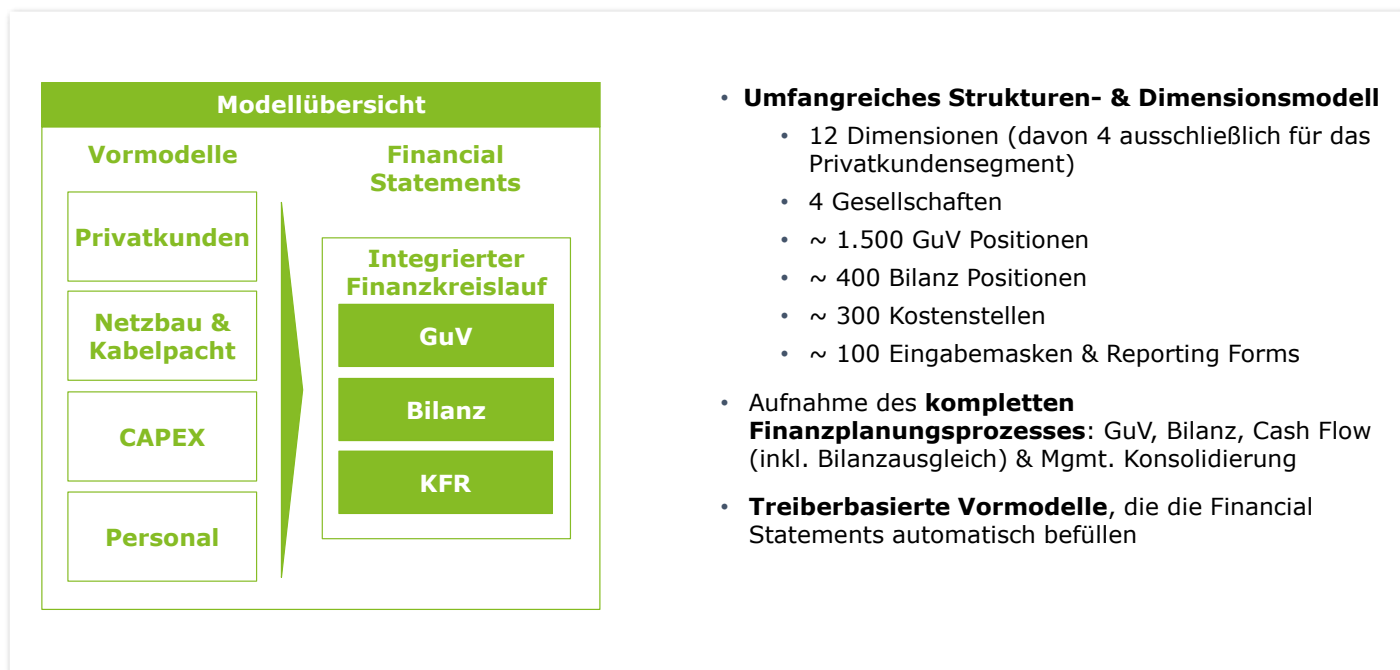 Modellübersicht
Vormodelle
Privatkunden
Netzbau &
Kabelpacht
CAPEX
Personal
Financial
Statements
Integrierter
Finanzkreislauf
GuV
Bilanz
KFR
• Umfangreiches Strukturen- & Dimensionsmodell
• 12 Dimensionen (davon 4 ausschließlich für das
Privatkundensegment)
• 4 Gesellschaften
• ~ 1.500 GuV Positionen
• ~ 400 Bilanz Positionen
• ~ 300 Kostenstellen
• ~ 100 Eingabemasken & Reporting Forms
• Aufnahme des kompletten
Finanzplanungsprozesses: GuV, Bilanz, Cash Flow
(inkl. Bilanzausgleich) & Mgmt. Konsolidierung
• Treiberbasierte Vormodelle, die die Financial
Statements automatisch befüllen